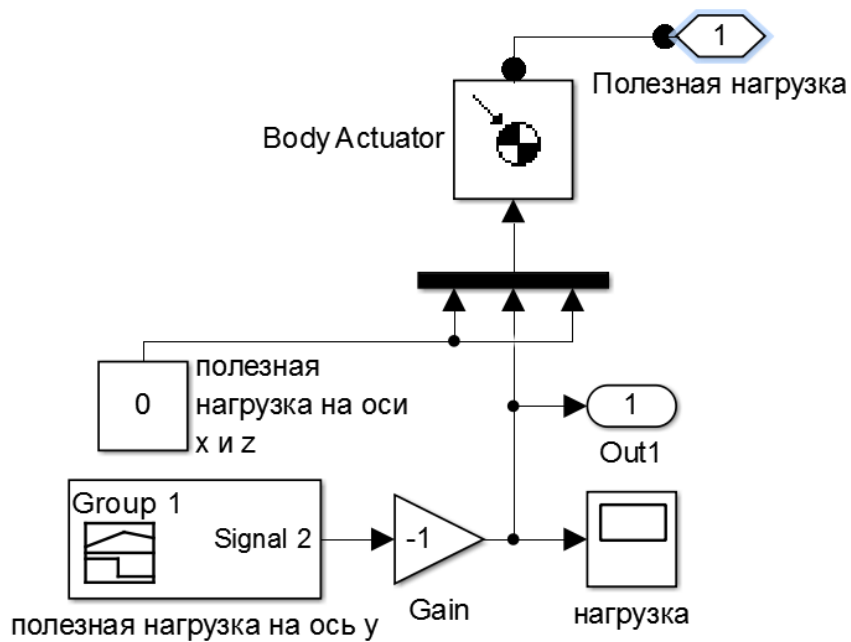 1
Полезная нагрузка
Body Actuator
0
полезная
нагрузка на оси
x и z
1
Out1
Group 1
Signal 2
-1
Gain
полезная нагрузка на ось y
нагрузка